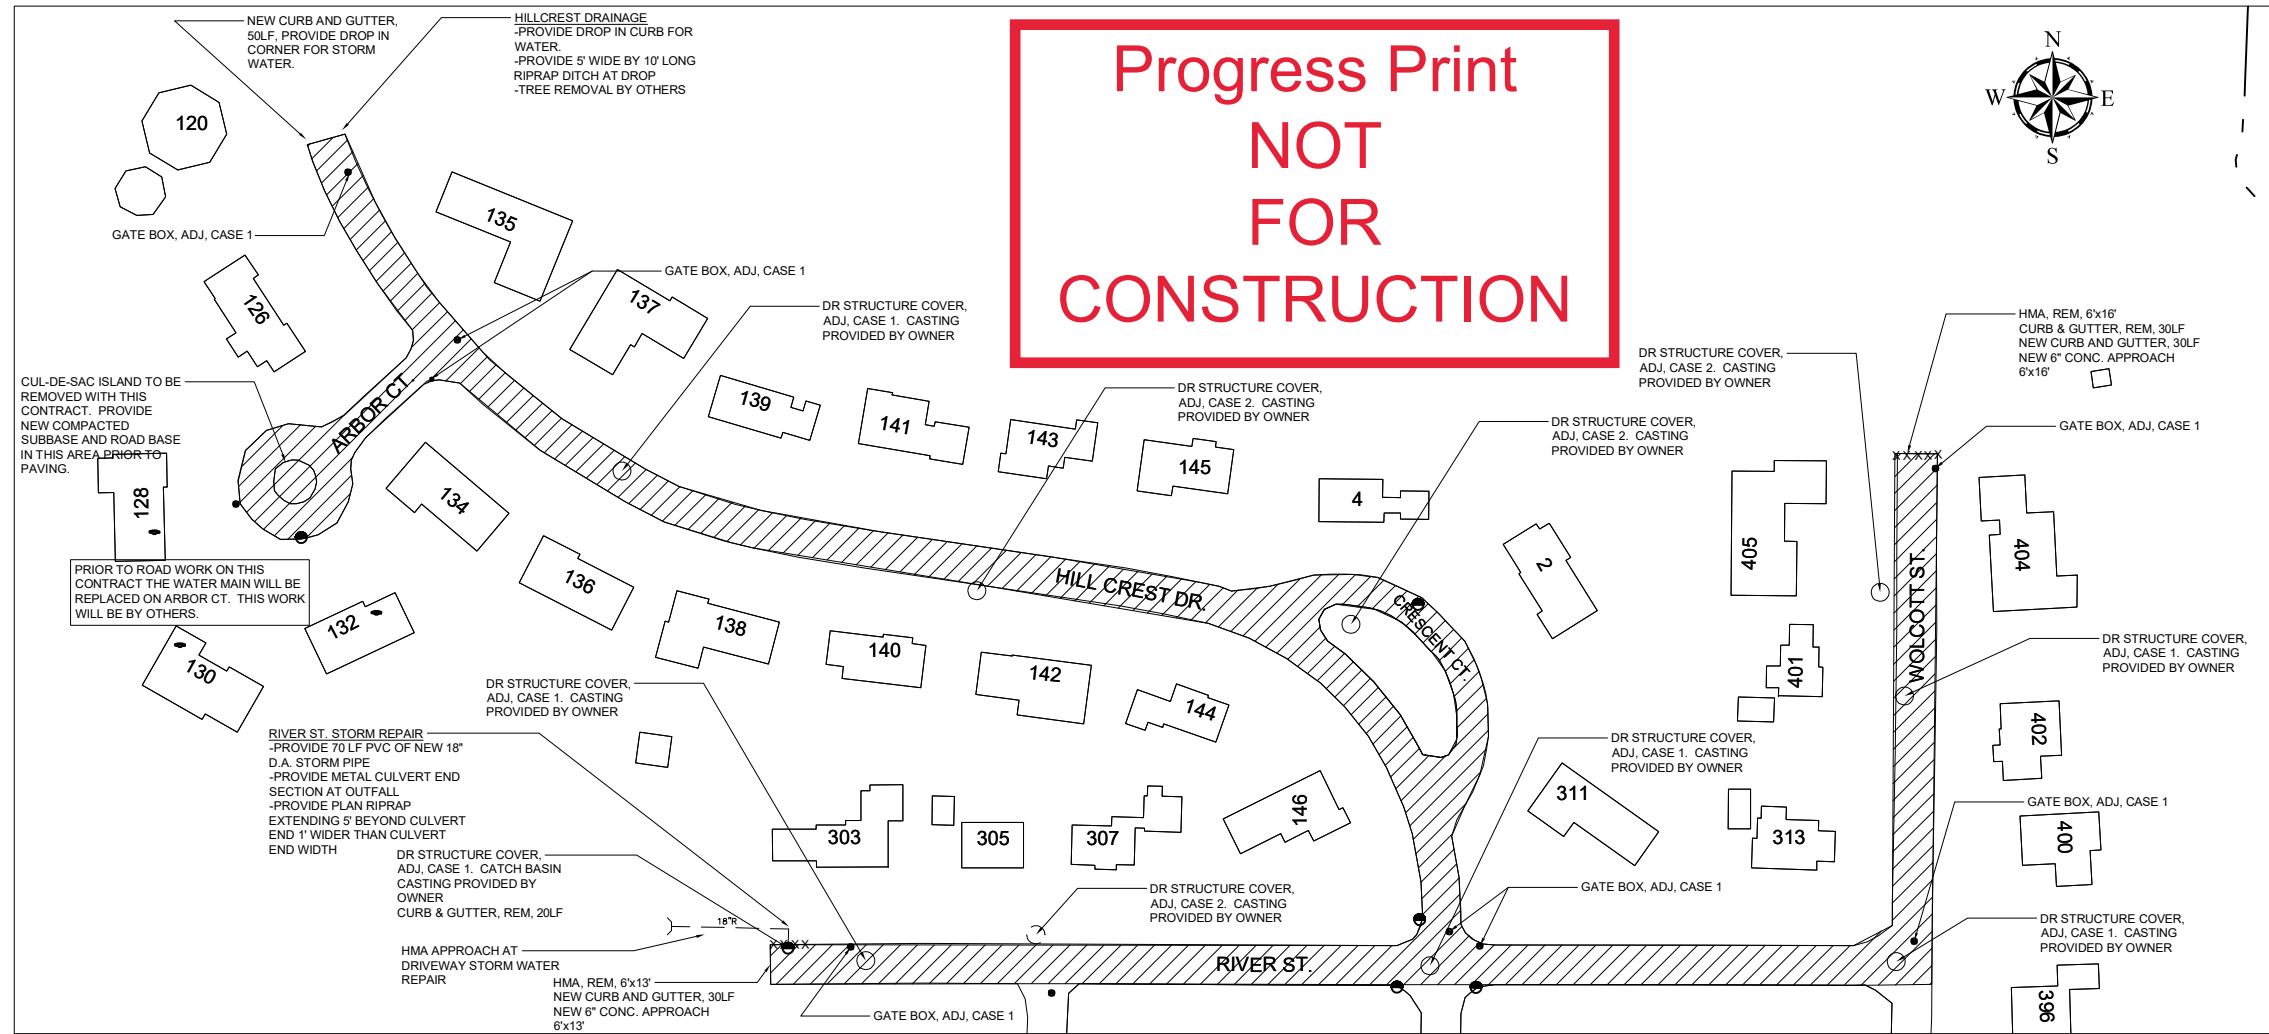 NEW CURB AND GUTTER,
50LF, PROVIDE DROP IN
CORNER FOR STORM
WATER.
HILLCREST DRAINAGE
-PROVIDE DROP IN CURB FOR
WATER.
-PROVIDE 5' WIDE BY 10' LONG
RIPRAP DITCH AT DROP
-TREE REMOVAL BY OTHERS
Progress Print
NOT
FOR
CONSTRUCTION
N
W
E
S
120
135
GATE BOX, ADJ, CASE 1
GATE BOX, ADJ, CASE 1
126
137
DR STRUCTURE COVER,
ADJ, CASE 1. CASTING
PROVIDED BY OWNER
HMA, REM, 6'x16'
CURB & GUTTER, REM, 30LF
NEW CURB AND GUTTER, 30LF
NEW 6" CONC. APPROACH
6'x16'
DR STRUCTURE COVER,
ADJ, CASE 2. CASTING
PROVIDED BY OWNER
CUL-DE-SAC ISLAND TO BE
REMOVED WITH THIS
CONTRACT. PROVIDE
NEW COMPACTED
SUBBASE AND ROAD BASE
IN THIS AREA PRIOR TO
PAVING.
ARBOR CT.
139
141
143
145
DR STRUCTURE COVER,
ADJ, CASE 2. CASTING
PROVIDED BY OWNER
DR STRUCTURE COVER,
ADJ, CASE 2. CASTING
PROVIDED BY OWNER
GATE BOX, ADJ, CASE 1
XXXXX
128
134
4
2
405
404
WOLCOTT ST.
PRIOR TO ROAD WORK ON THIS
CONTRACT THE WATER MAIN WILL BE
REPLACED ON ARBOR CT. THIS WORK
WILL BE BY OTHERS.
136
HILL CREST DR.
CRESCENT CT.
132
138
140
142
144
130
401
DR STRUCTURE COVER,
ADJ, CASE 1. CASTING
PROVIDED BY OWNER
DR STRUCTURE COVER,
ADJ, CASE 1. CASTING
PROVIDED BY OWNER
402
RIVER ST. STORM REPAIR
-PROVIDE 70 LF PVC OF NEW 18"
D.A. STORM PIPE
-PROVIDE METAL CULVERT END
SECTION AT OUTFALL
-PROVIDE PLAN RIPRAP
EXTENDING 5' BEYOND CULVERT
END 1' WIDER THAN CULVERT
END WIDTH
DR STRUCTURE COVER,
ADJ, CASE 1. CASTING
PROVIDED BY OWNER
303
305
307
146
311
313
GATE BOX, ADJ, CASE 1
400
DR STRUCTURE COVER,
ADJ, CASE 1. CATCH BASIN
CASTING PROVIDED BY
OWNER
CURB & GUTTER, REM, 20LF
DR STRUCTURE COVER,
ADJ, CASE 2. CASTING
PROVIDED BY OWNER
GATE BOX, ADJ, CASE 1
DR STRUCTURE COVER,
ADJ, CASE 1. CASTING
PROVIDED BY OWNER
18"R
XXXX
HMA APPROACH AT
DRIVEWAY STORM WATER
REPAIR
RIVER ST.
HMA, REM, 6'x13'
NEW CURB AND GUTTER, 30LF
NEW 6" CONC. APPROACH
6'x13'
GATE BOX, ADJ, CASE 1
396